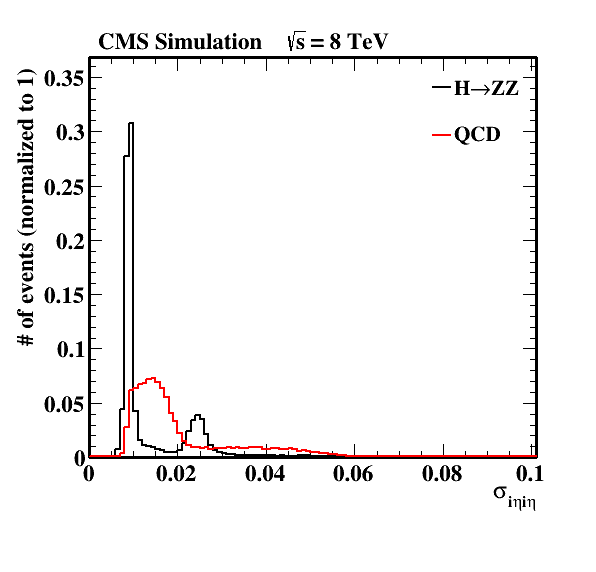 CMS Simulation √s = 8 TeV
# of events (normalized to 1)
0.35
0.3
0.25
0.2
0.15
0.1
0.05
0
H→ZZ
QCD
0 0.02 0.04 0.06 0.08 0.1
σiηiη